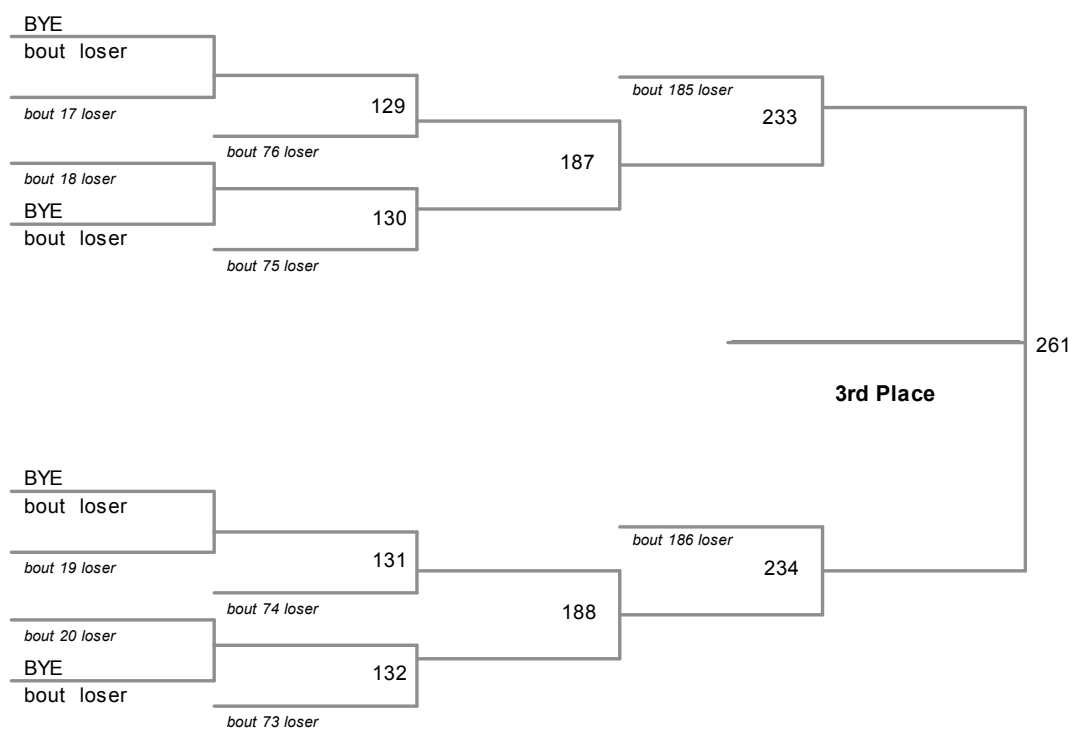 BYE
bout loser
bout 17 loser
129
bout 76 loser
bout 18 loser
BYE
bout loser
130
bout 75 loser
187
bout 185 loser
233
261
3rd Place
BYE
bout loser
bout 19 loser
131
bout 74 loser
bout 20 loser
BYE
bout loser
132
bout 73 loser
188
bout 186 loser
234